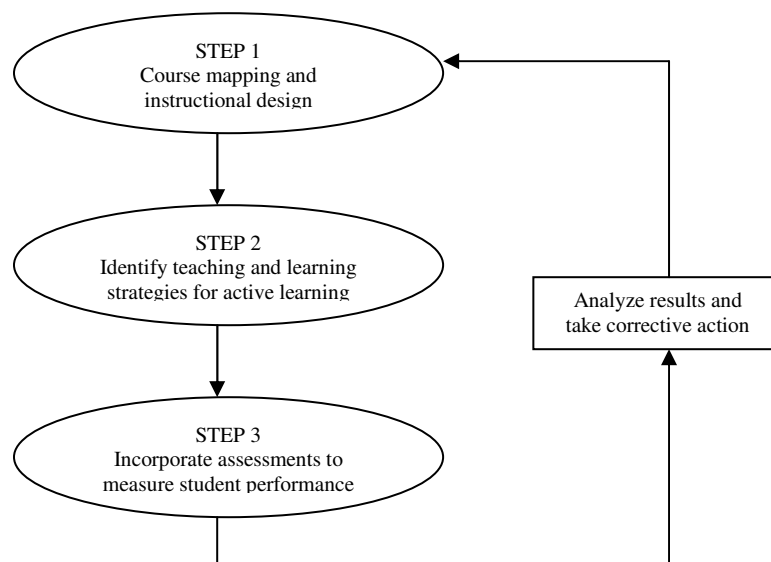 STEP 1
Course mapping and
instructional design
STEP 2
Identify teaching and learning
strategies for active learning
Analyze results and
take corrective action
STEP 3
Incorporate assessments to
measure student performance